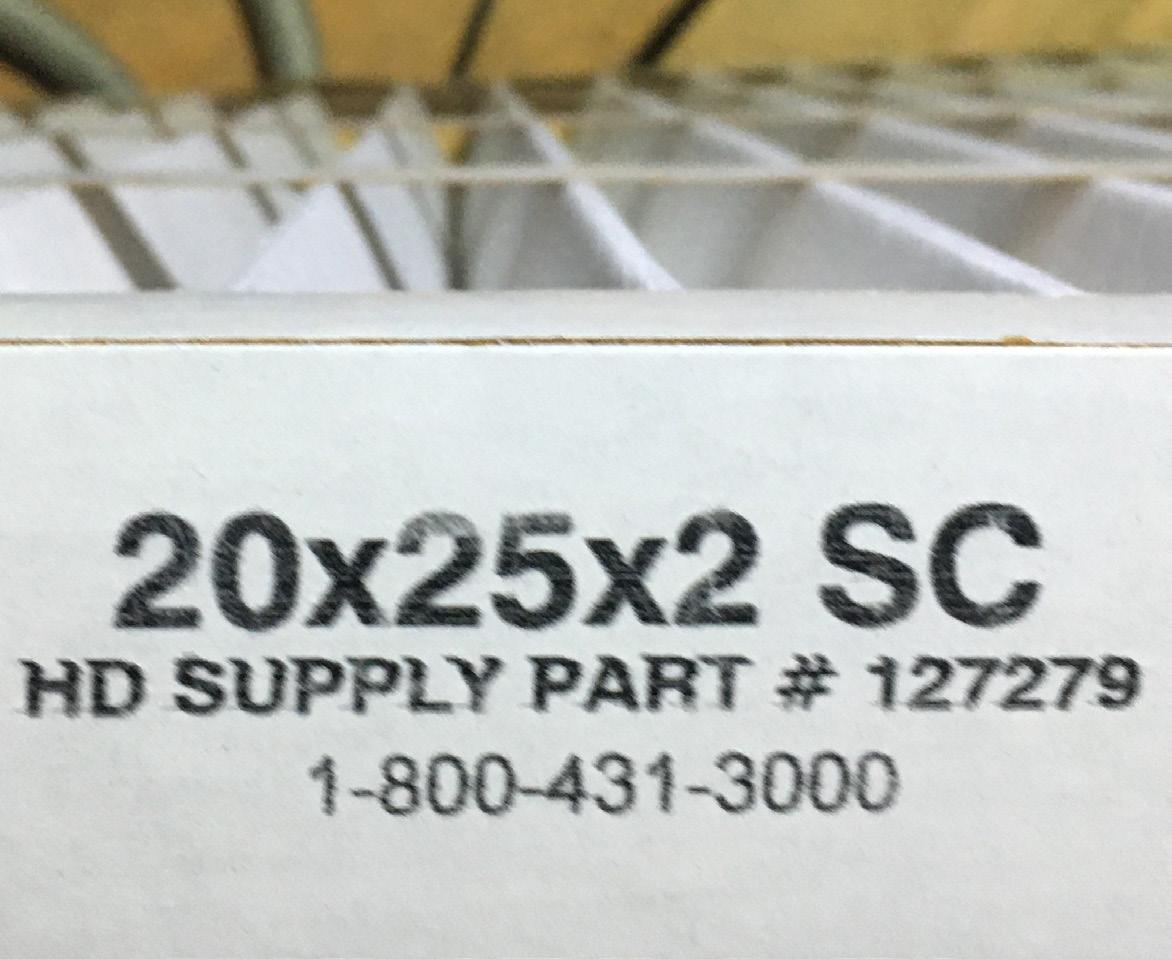 20x25x2 SC
HD SUPPLY PART # 127279
1-800-431-3000